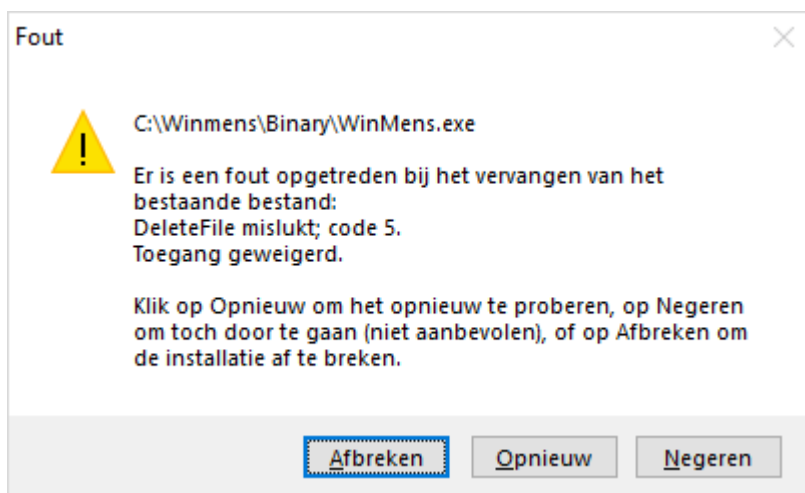 Fout
C:\Winmens\Binary\WinMens.exe
Er is een fout opgetreden bij het vervangen van het
bestaande bestand:
DeleteFile mislukt; code 5.
Toegang geweigerd.
Klik op Opnieuw om het opnieuw te proberen, op Negeren
om toch door te gaan (niet aanbevolen), of op Afbreken om
de installatie af te breken.
Afbreken
Opnieuw
Negeren